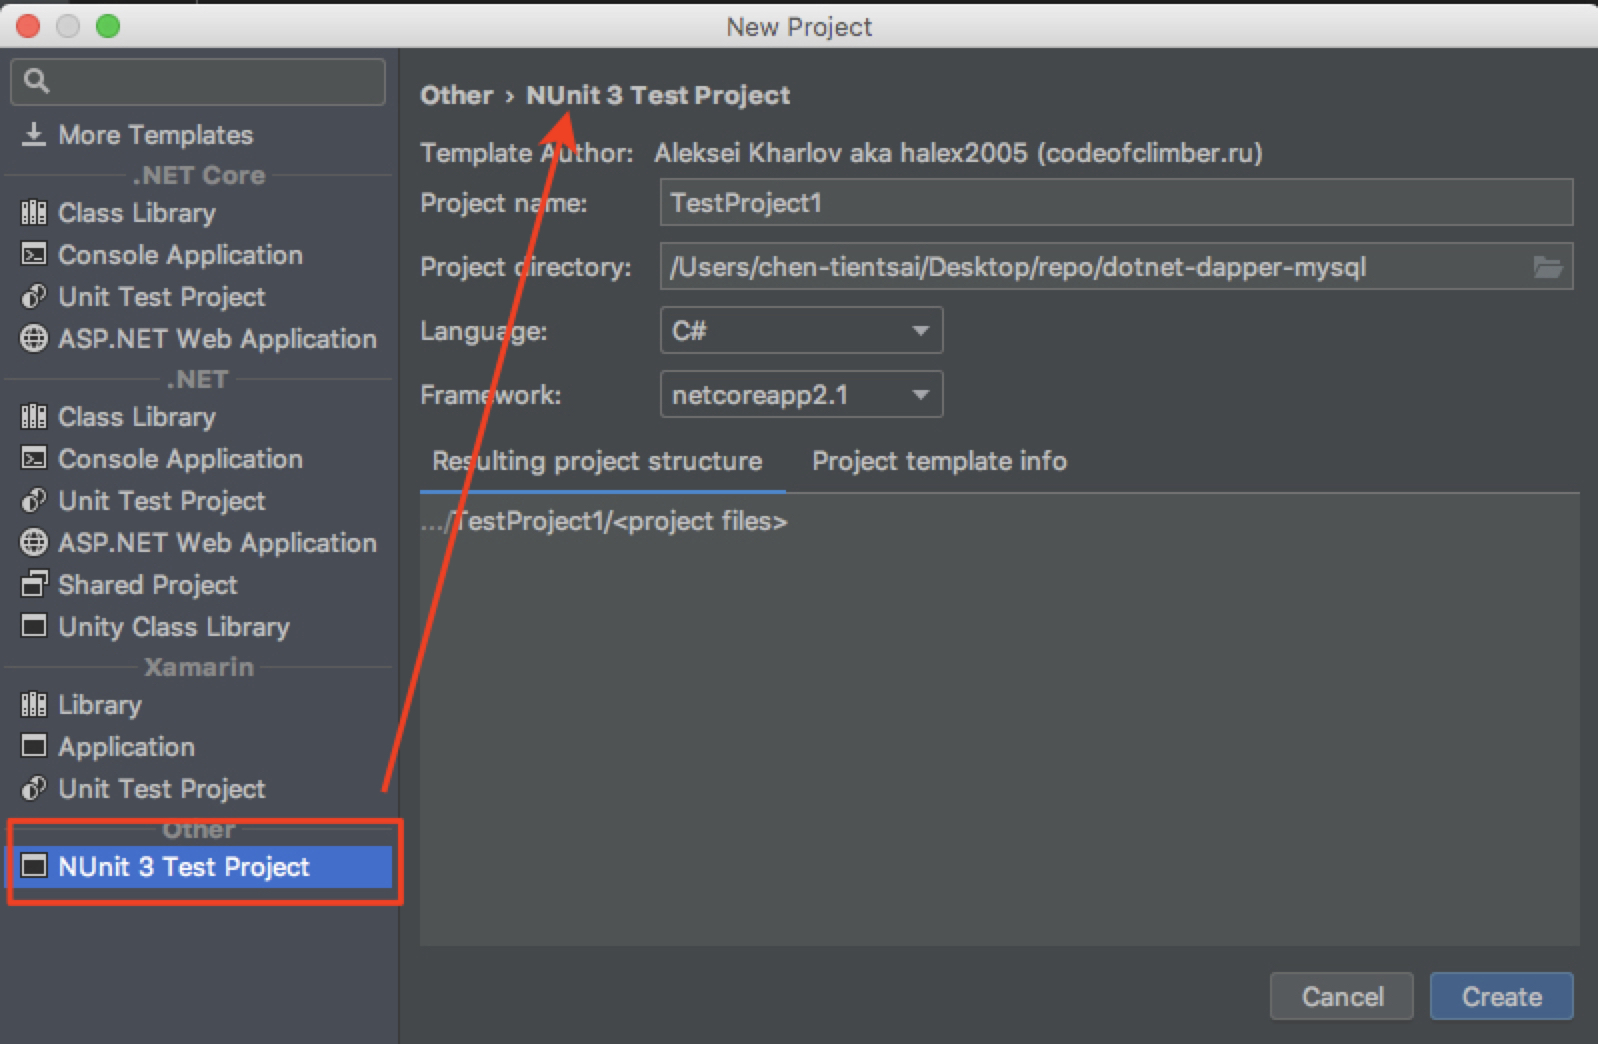 New Project
More Templates
.NET Core
Class Library
Console Application
Unit Test Project
ASP.NET Web Application
.NET
Class Library
Console Application
Unit Test Project
ASP.NET Web Application
Shared Project
Unity Class Library
Xamarin
Library
Application
Unit Test Project
Other
NUnit 3 Test Project
Other › NUnit 3 Test Project
Template Author: Aleksei Kharlov aka halex2005 (codeofclimber.ru)
Project name: TestProject1
Project directory: /Users/chen-tientsai/Desktop/repo/dotnet-dapper-mysql
Language: C#
Framework: netcoreapp2.1
Resulting project structure Project template info
.../TestProject1/<project files>
Cancel Create